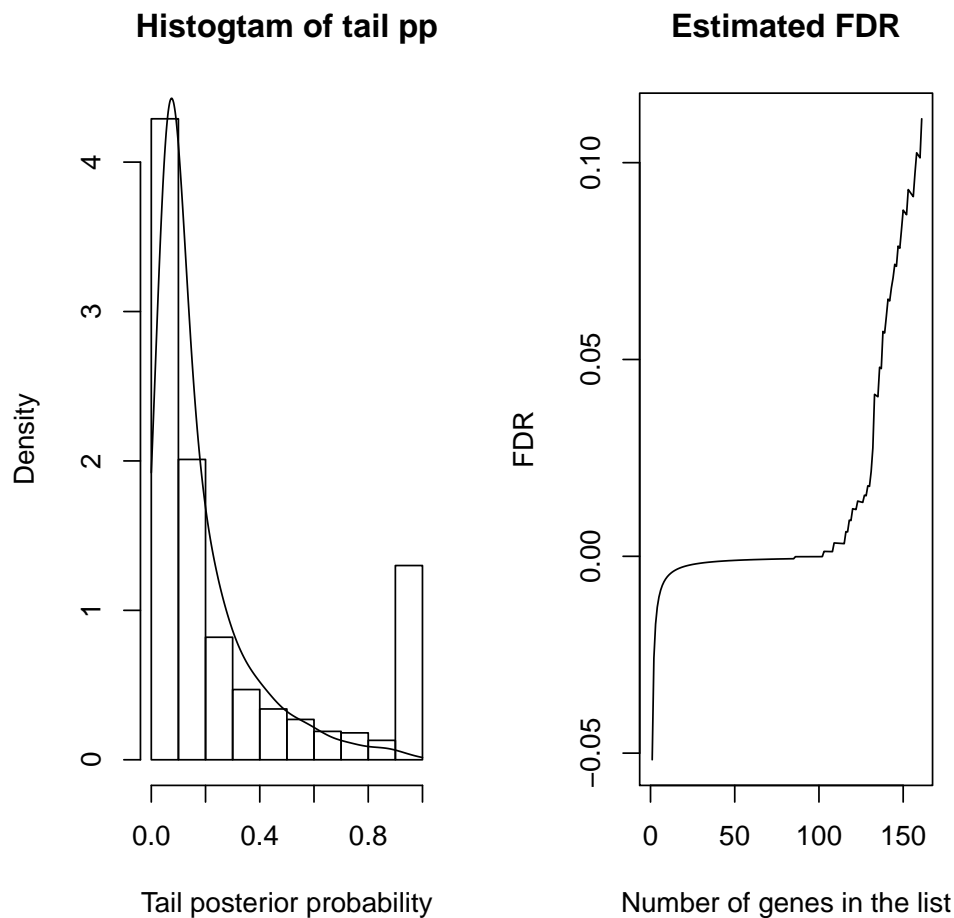 Histogtam of tail pp
Density
0
1
2
3
4
0.0
0.4
0.8
Tail posterior probability
Estimated FDR
FDR
−0.05
0.00
0.05
0.10
0
50
100
150
Number of genes in the list